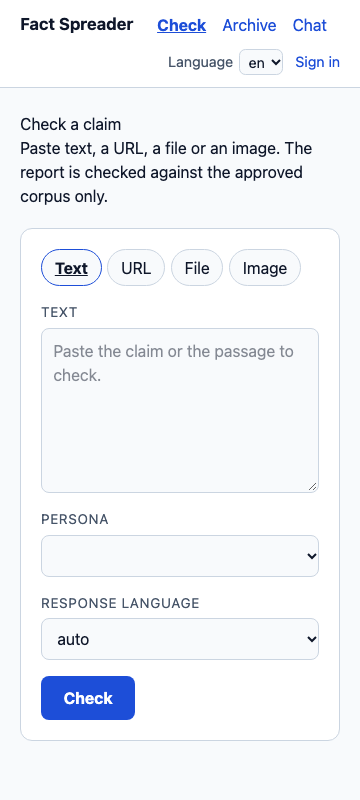 Fact Spreader Check Archive Chat
Language en Sign in
Check a claim
Paste text, a URL, a file or an image. The
report is checked against the approved
corpus only.
Text URL File Image
TEXT
Paste the claim or the passage to
check.
PERSONA
RESPONSE LANGUAGE
auto
Check